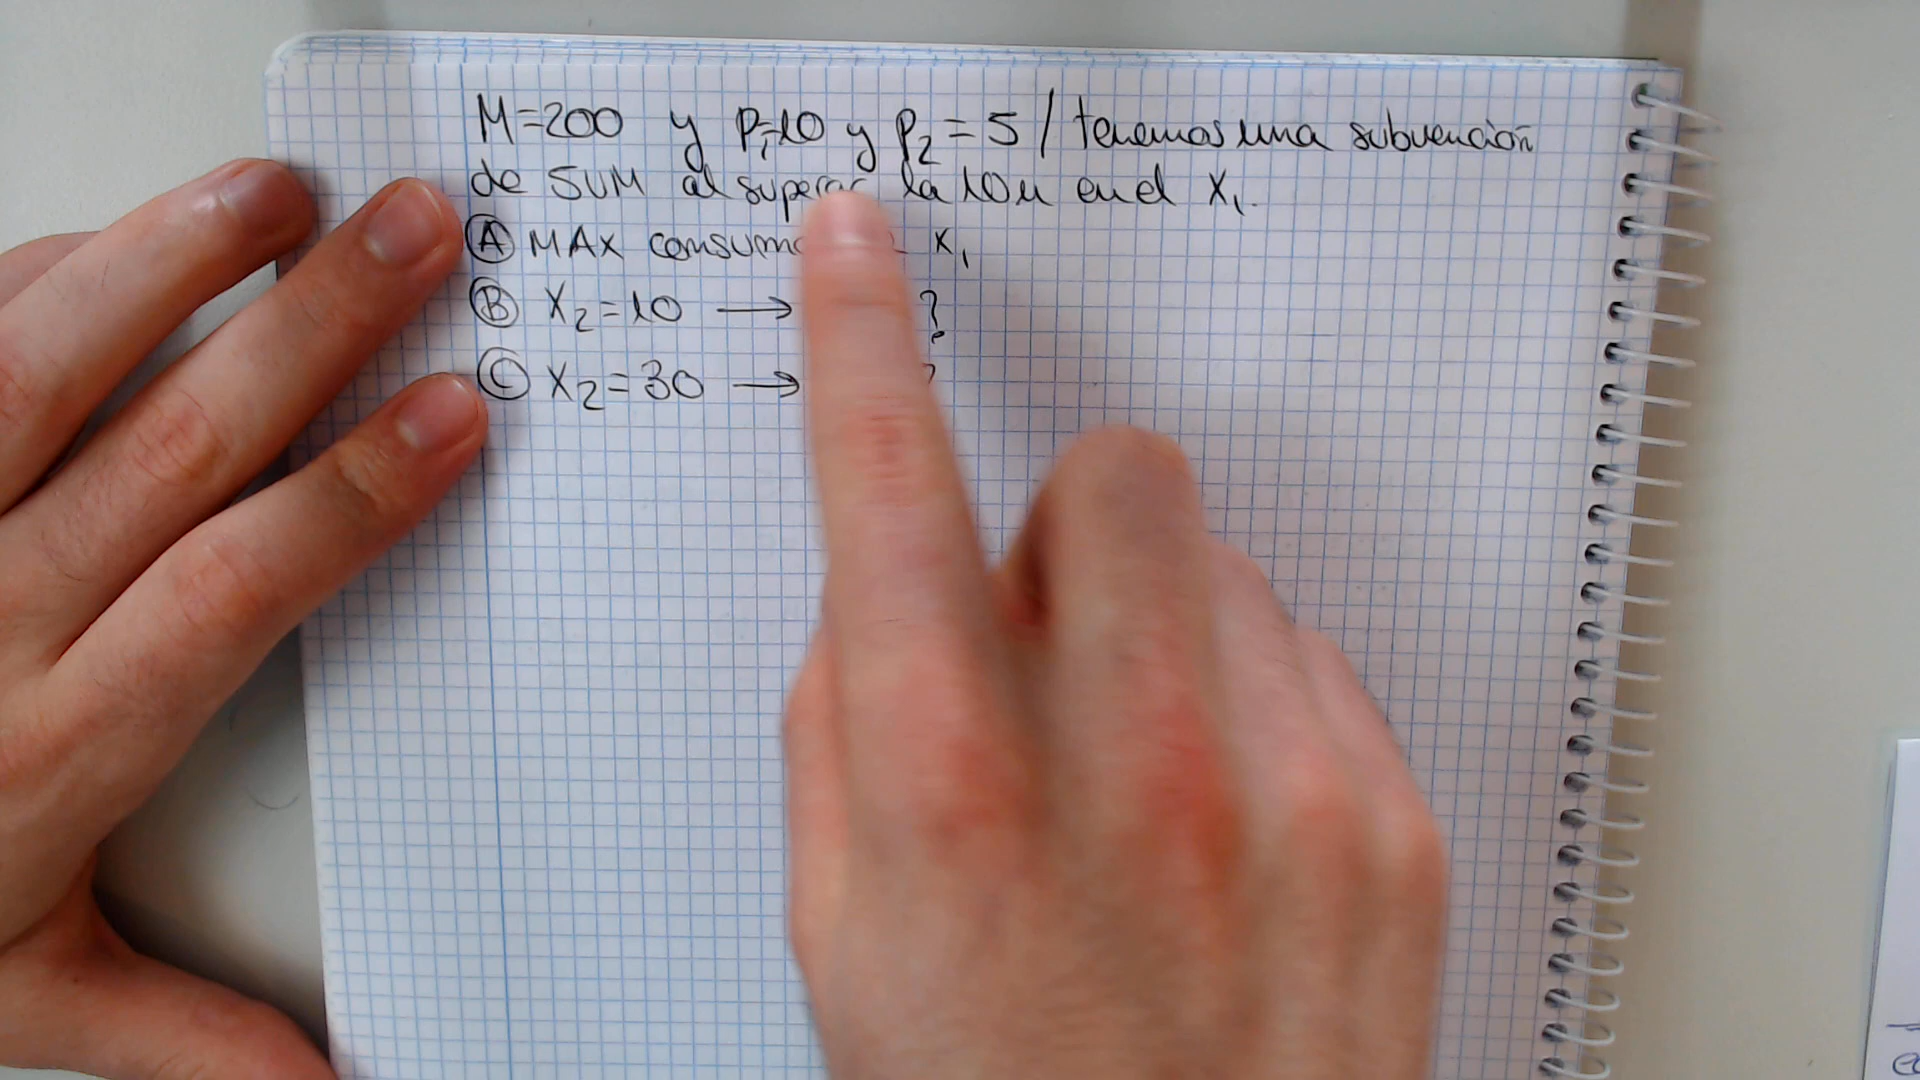 M=200 y p₁=10 y p₂=5 / tenemos una subvención
de 5UM al superar la 10u en el x₁.
Ⓐ MAX consumo x₁
Ⓑ x₂=10 → ?
Ⓒ x₂=30 → ?